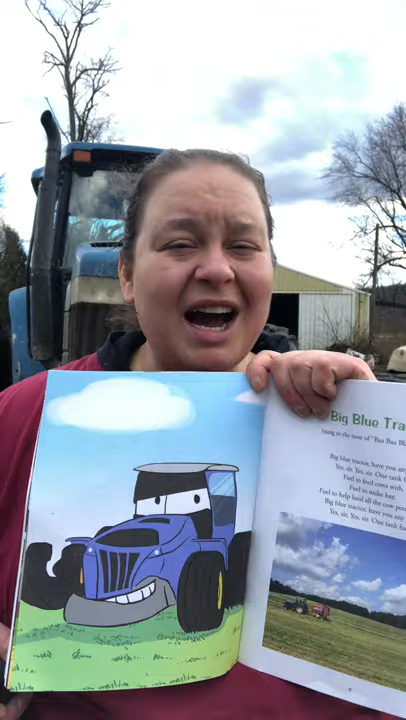 Big Blue Tra
(sung to the tune of "Baa Baa Bl
Big blue tractor, have you any
Yes, sir. Yes, sir. One tank f
Fuel to feed cows with,
Fuel to make hay.
Fuel to help haul all the cow poo
Big blue tractor, have you any
Yes, sir. Yes, sir. One tank fu